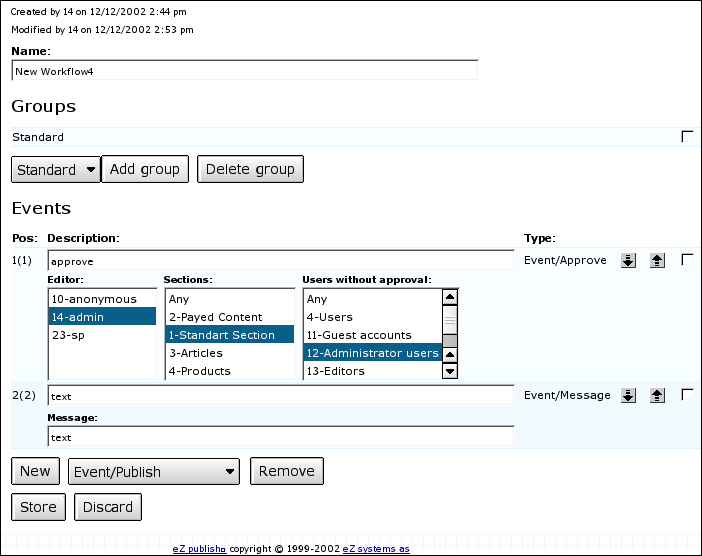 Created by 14 on 12/12/2002 2:44 pm
Modified by 14 on 12/12/2002 2:53 pm
Name:
New Workflow4
Groups
Standard
Standard Add group Delete group
Events
Pos: Description: Type:
1(1) approve Event/Approve
Editor: Sections: Users without approval:
10-anonymous Any Any
14-admin 2-Payed Content 4-Users
23-sp 1-Standart Section 11-Guest accounts
3-Articles 12-Administrator users
4-Products 13-Editors
2(2) text Event/Message
Message:
text
New Event/Publish Remove
Store Discard
eZ publish¤ copyright © 1999-2002 eZ systems as